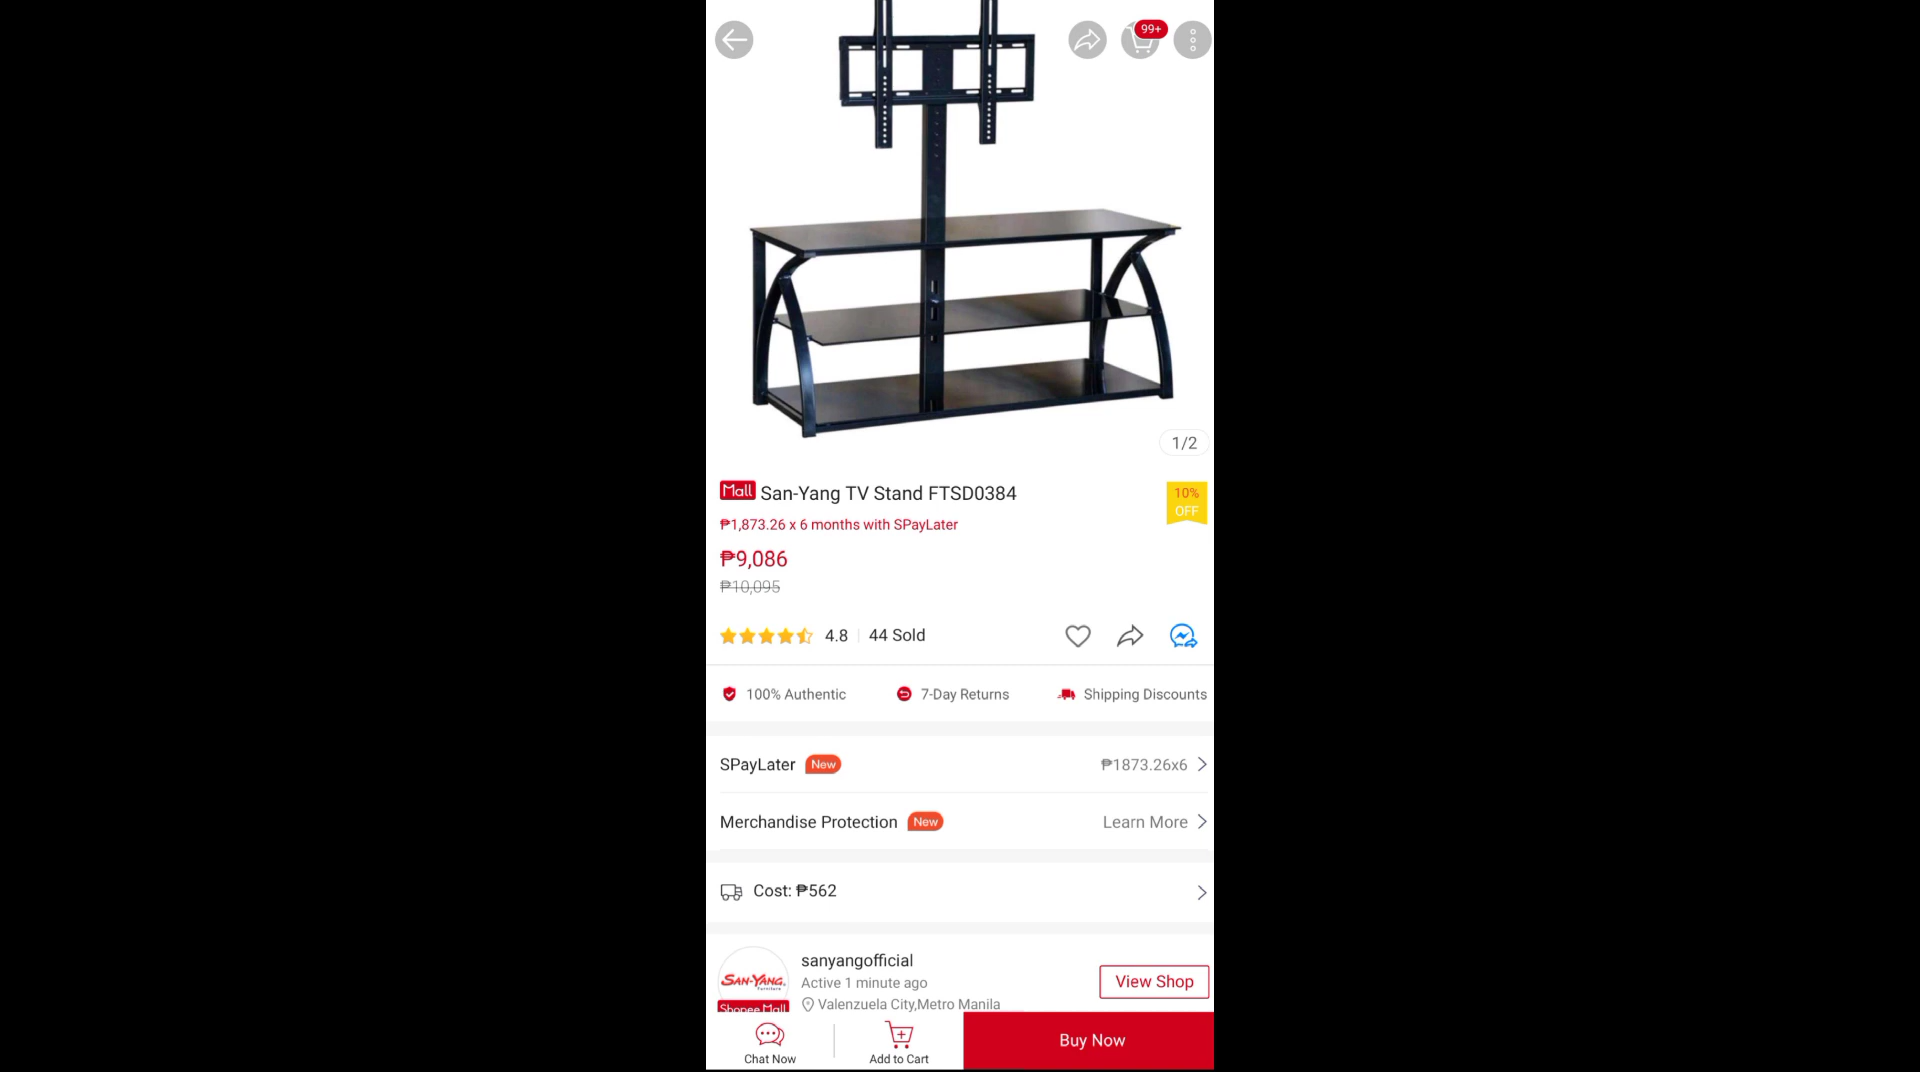 99+
1/2
Mall San-Yang TV Stand FTSD0384
10%
OFF
₱1,873.26 x 6 months with SPayLater
₱9,086
₱10,095
4.8 44 Sold
100% Authentic 7-Day Returns Shipping Discounts
SPayLater New ₱1873.26x6
Merchandise Protection New Learn More
Cost: ₱562
sanyangofficial
Active 1 minute ago
Valenzuela City,Metro Manila
View Shop
SAN-YANG
Furniture
Shopee Mall
Chat Now Add to Cart Buy Now